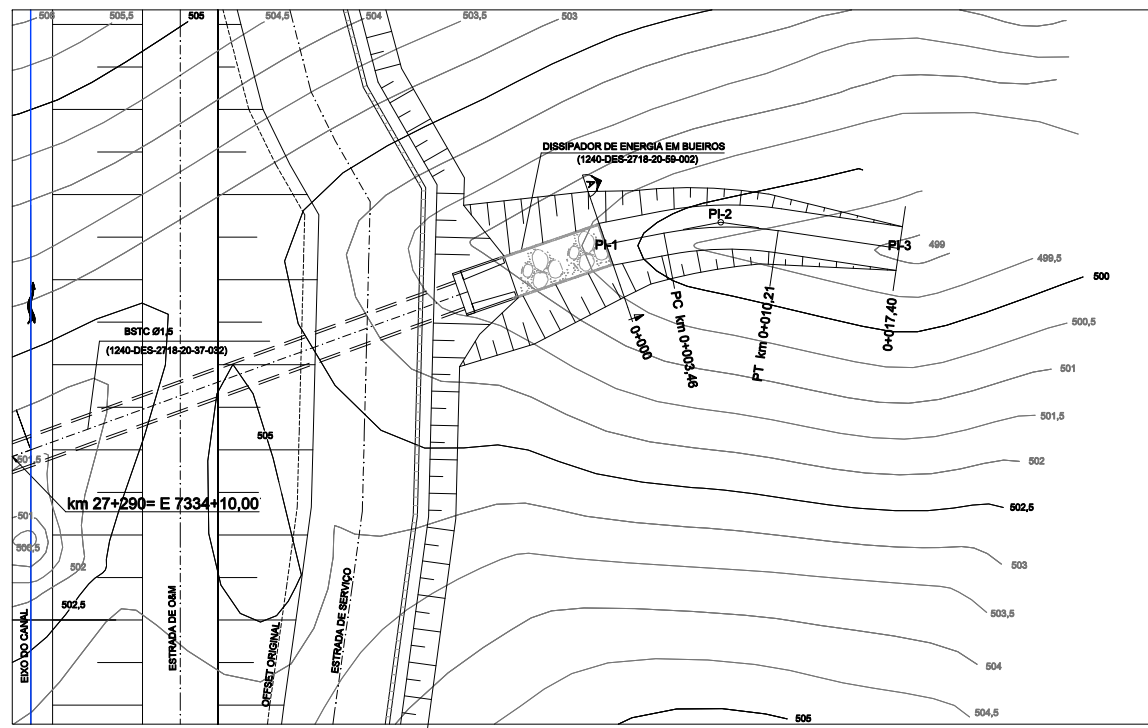 506
505,5
505
504,5
504
503,5
503
DISSIPADOR DE ENERGIA EM BUEIROS
(1240-DES-2718-20-59-002)
A
PI-1
PI-2
PI-3
499
499,5
500
500,5
501
501,5
502
502,5
503
503,5
504
504,5
505
A
0+000
PC km 0+003,46
PT km 0+010,21
0+017,40
BSTC Ø1,5
(1240-DES-2718-20-37-032)
505
501,5
km 27+290= E 7334+10,00
501
500,5
502
502,5
EIXO DO CANAL
ESTRADA DE O&M
OFFSET ORIGINAL
ESTRADA DE SERVIÇO